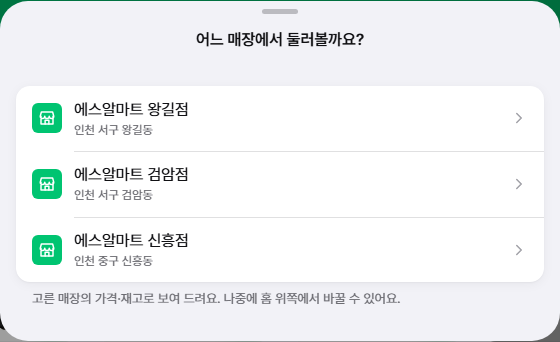 어느 매장에서 둘러볼까요?
에스알마트 왕길점
인천 서구 왕길동
에스알마트 검암점
인천 서구 검암동
에스알마트 신흥점
인천 중구 신흥동
고른 매장의 가격·재고로 보여 드려요. 나중에 홈 위쪽에서 바꿀 수 있어요.